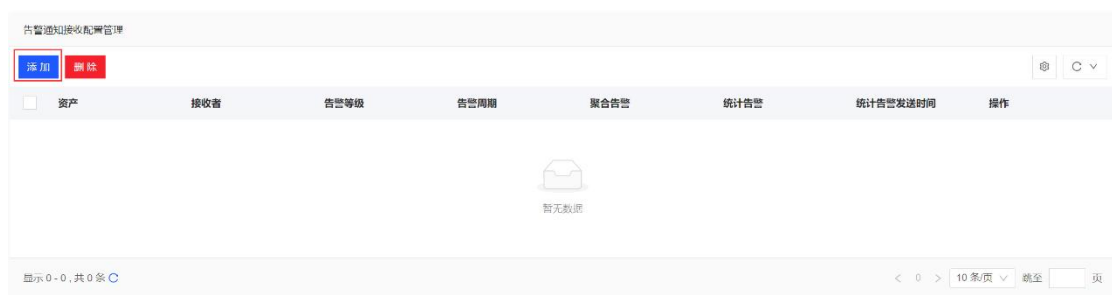 告警通知接收配置管理
添加 删除
资产 接收者 告警等级 告警周期 聚合告警 统计告警 统计告警发送时间 操作
暂无数据
显示 0 - 0 , 共 0 条 < 0 > 10 条/页 跳至 页